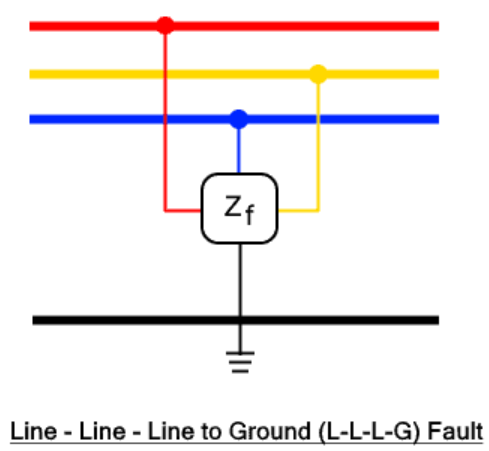 Zf
Line - Line - Line to Ground (L-L-L-G) Fault